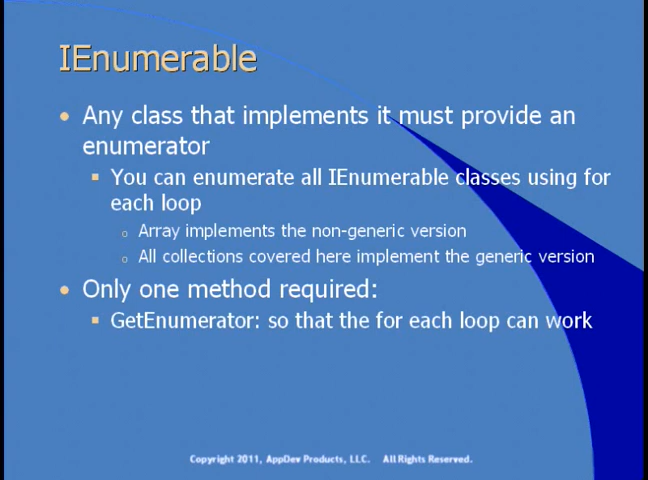 IEnumerable
• Any class that implements it must provide an
enumerator
▪ You can enumerate all IEnumerable classes using for
each loop
o Array implements the non-generic version
o All collections covered here implement the generic version
• Only one method required:
▪ GetEnumerator: so that the for each loop can work
Copyright 2011, AppDev Products, LLC. All Rights Reserved.